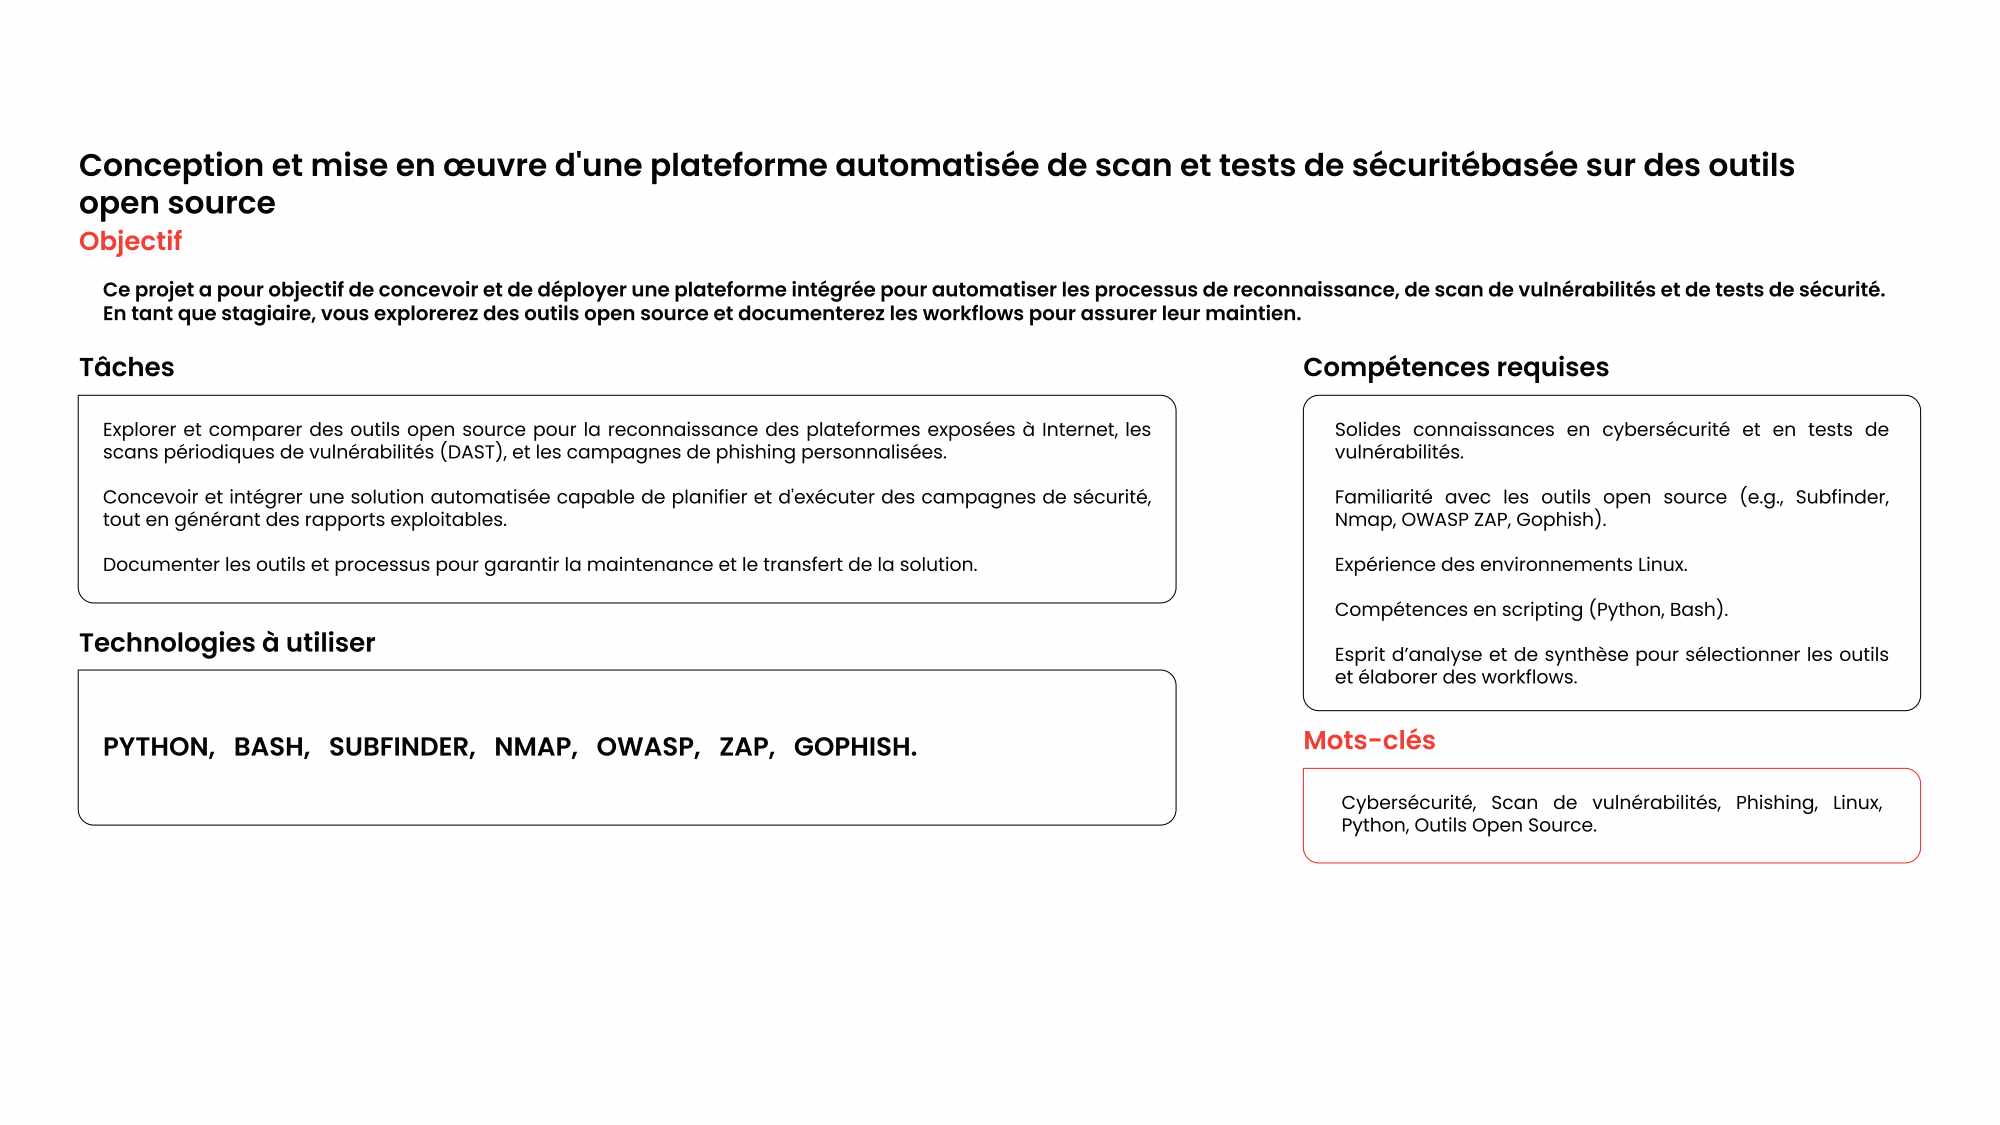 Conception et mise en œuvre d'une plateforme automatisée de scan et tests de sécuritébasée sur des outils
open source
Objectif
Ce projet a pour objectif de concevoir et de déployer une plateforme intégrée pour automatiser les processus de reconnaissance, de scan de vulnérabilités et de tests de sécurité.
En tant que stagiaire, vous explorerez des outils open source et documenterez les workflows pour assurer leur maintien.
Tâches
Explorer et comparer des outils open source pour la reconnaissance des plateformes exposées à Internet, les
scans périodiques de vulnérabilités (DAST), et les campagnes de phishing personnalisées.
Concevoir et intégrer une solution automatisée capable de planifier et d'exécuter des campagnes de sécurité,
tout en générant des rapports exploitables.
Documenter les outils et processus pour garantir la maintenance et le transfert de la solution.
Technologies à utiliser
PYTHON, BASH, SUBFINDER, NMAP, OWASP, ZAP, GOPHISH.
Compétences requises
Solides connaissances en cybersécurité et en tests de
vulnérabilités.
Familiarité avec les outils open source (e.g., Subfinder,
Nmap, OWASP ZAP, Gophish).
Expérience des environnements Linux.
Compétences en scripting (Python, Bash).
Esprit d’analyse et de synthèse pour sélectionner les outils
et élaborer des workflows.
Mots-clés
Cybersécurité, Scan de vulnérabilités, Phishing, Linux,
Python, Outils Open Source.